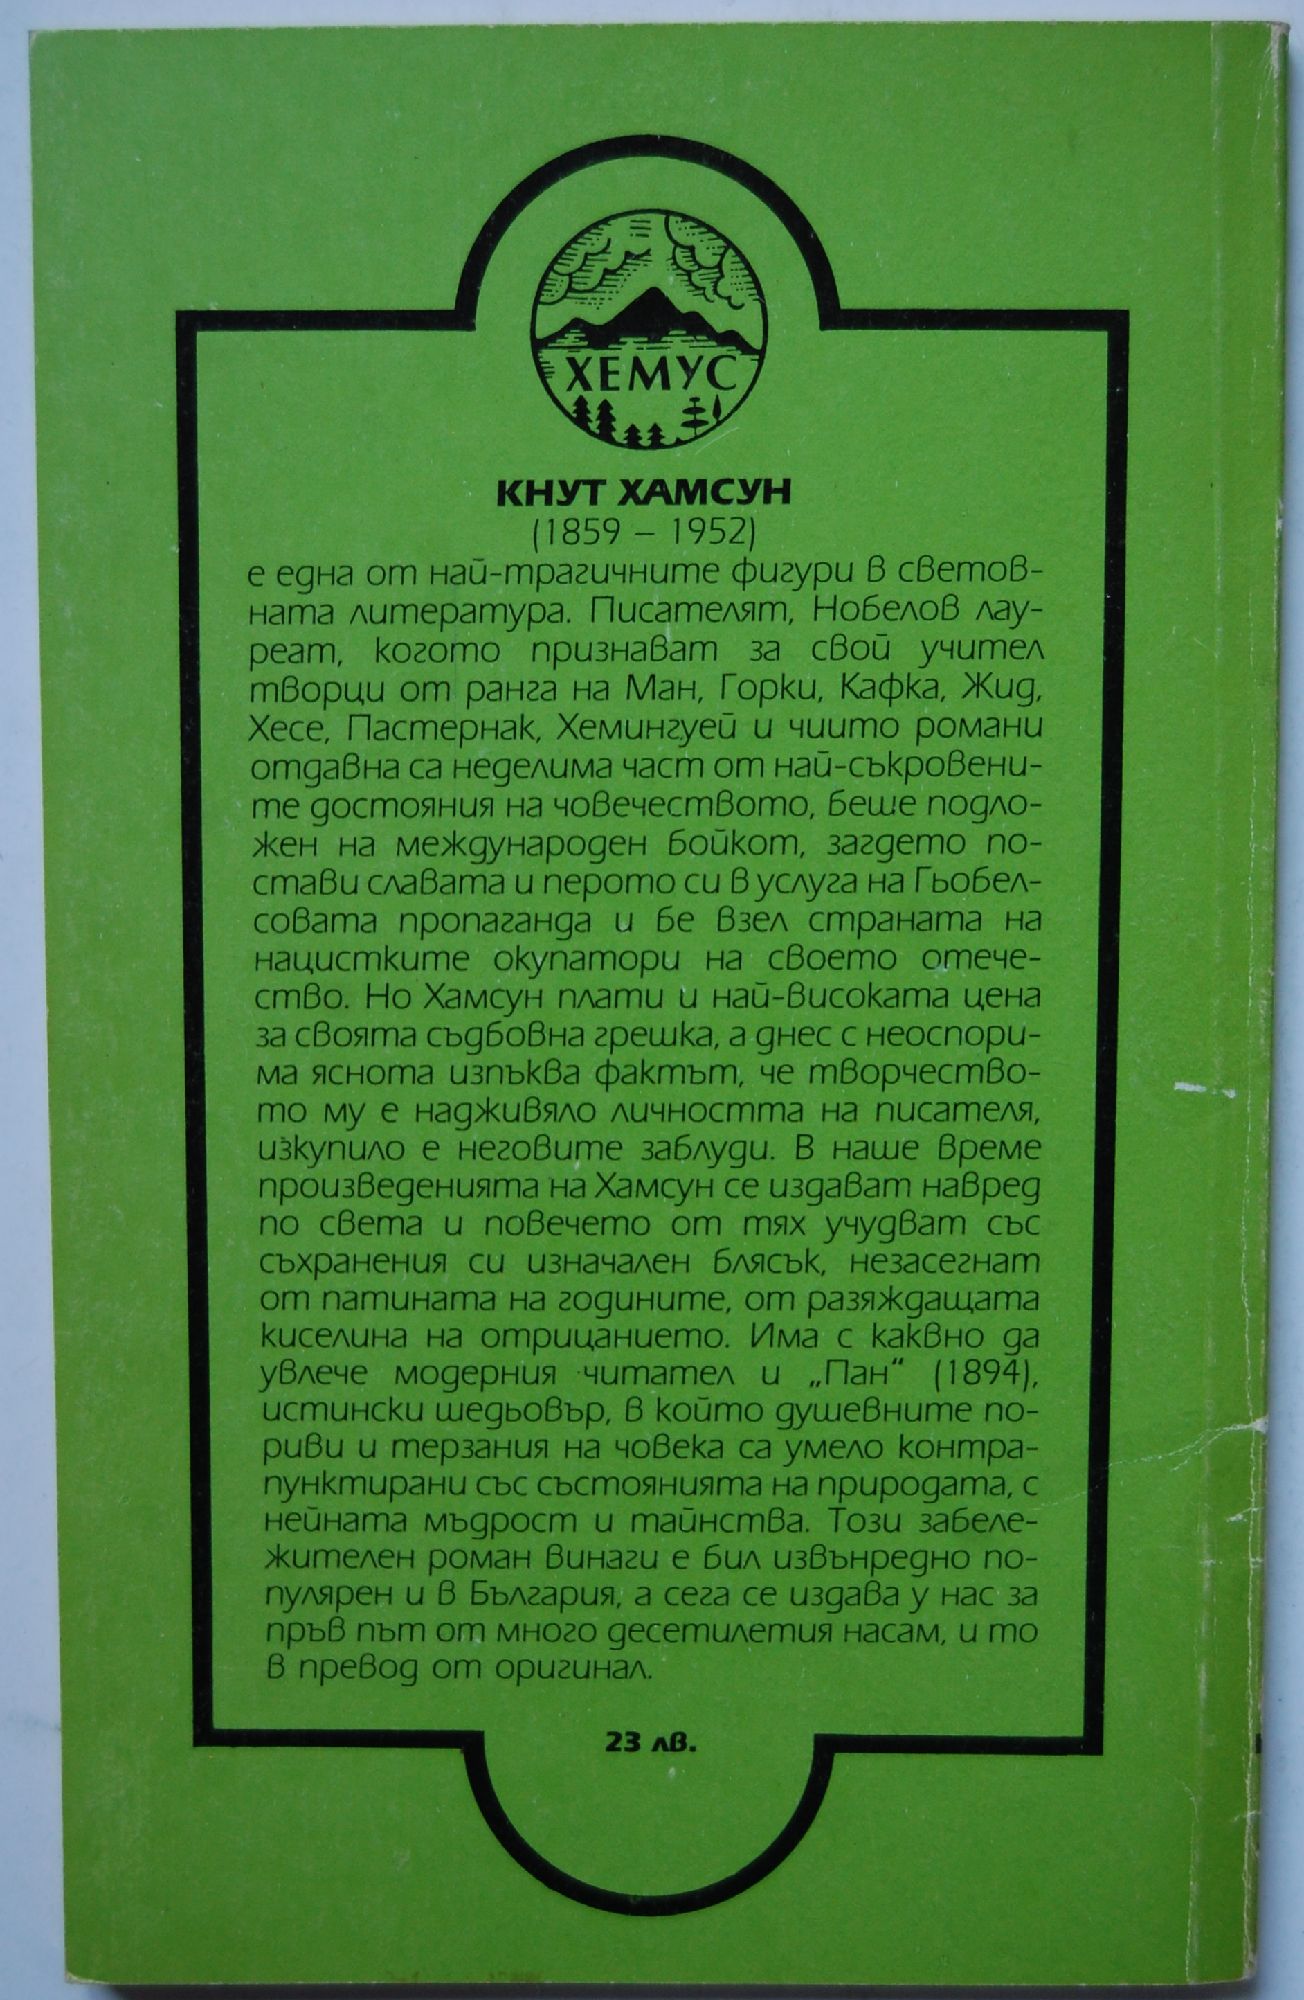 ХЕМУС
КНУТ ХАМСУН
(1859 – 1952)
е една от най-трагичните фигури в светов-
ната литература. Писателят, Нобелов лау-
реат, когото признават за свой учител
творци от ранга на Ман, Горки, Кафка, Жид,
Хесе, Пастернак, Хемингуей и чиито романи
отдавна са неделима част от най-съкровени-
те достояния на човечеството, беше подло-
жен на международен бойкот, загдето по-
стави славата и перото си в услуга на Гьобел-
совата пропаганда и бе взел страната на
нацистките окупатори на своето отече-
ство. Но Хамсун плати и най-високата цена
за своята съдбовна грешка, а днес с неоспори-
ма яснота изпъква фактът, че творчество-
то му е надживяло личността на писателя,
изкупило е неговите заблуди. В наше време
произведенията на Хамсун се издават навред
по света и повечето от тях учудват със
съхранения си изначален блясък, незасегнат
от патината на годините, от разяждащата
киселина на отрицанието. Има с какво да
увлече модерния читател и „Пан“ (1894),
истински шедьовър, в който душевните по-
риви и терзания на човека са умело контра-
пунктирани със състоянията на природата, с
нейната мъдрост и тайнства. Този забеле-
жителен роман винаги е бил извънредно по-
пулярен и в България, а сега се издава у нас за
пръв път от много десетилетия насам, и то
в превод от оригинал.
23 лв.